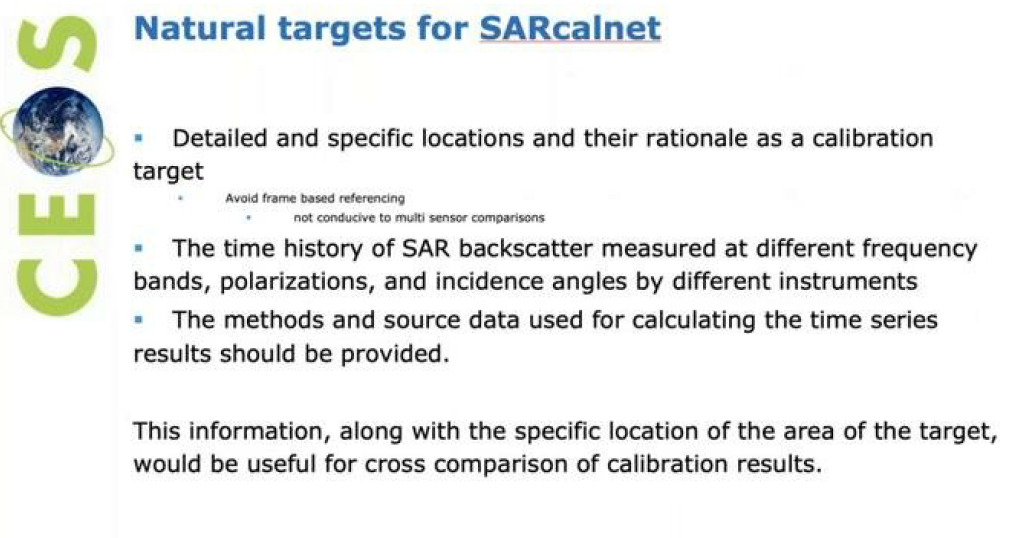 Natural targets for SARcalnet
CEOS
▪ Detailed and specific locations and their rationale as a calibration
target
▪ Avoid frame based referencing
▪ not conducive to multi sensor comparisons
▪ The time history of SAR backscatter measured at different frequency
bands, polarizations, and incidence angles by different instruments
▪ The methods and source data used for calculating the time series
results should be provided.
This information, along with the specific location of the area of the target,
would be useful for cross comparison of calibration results.